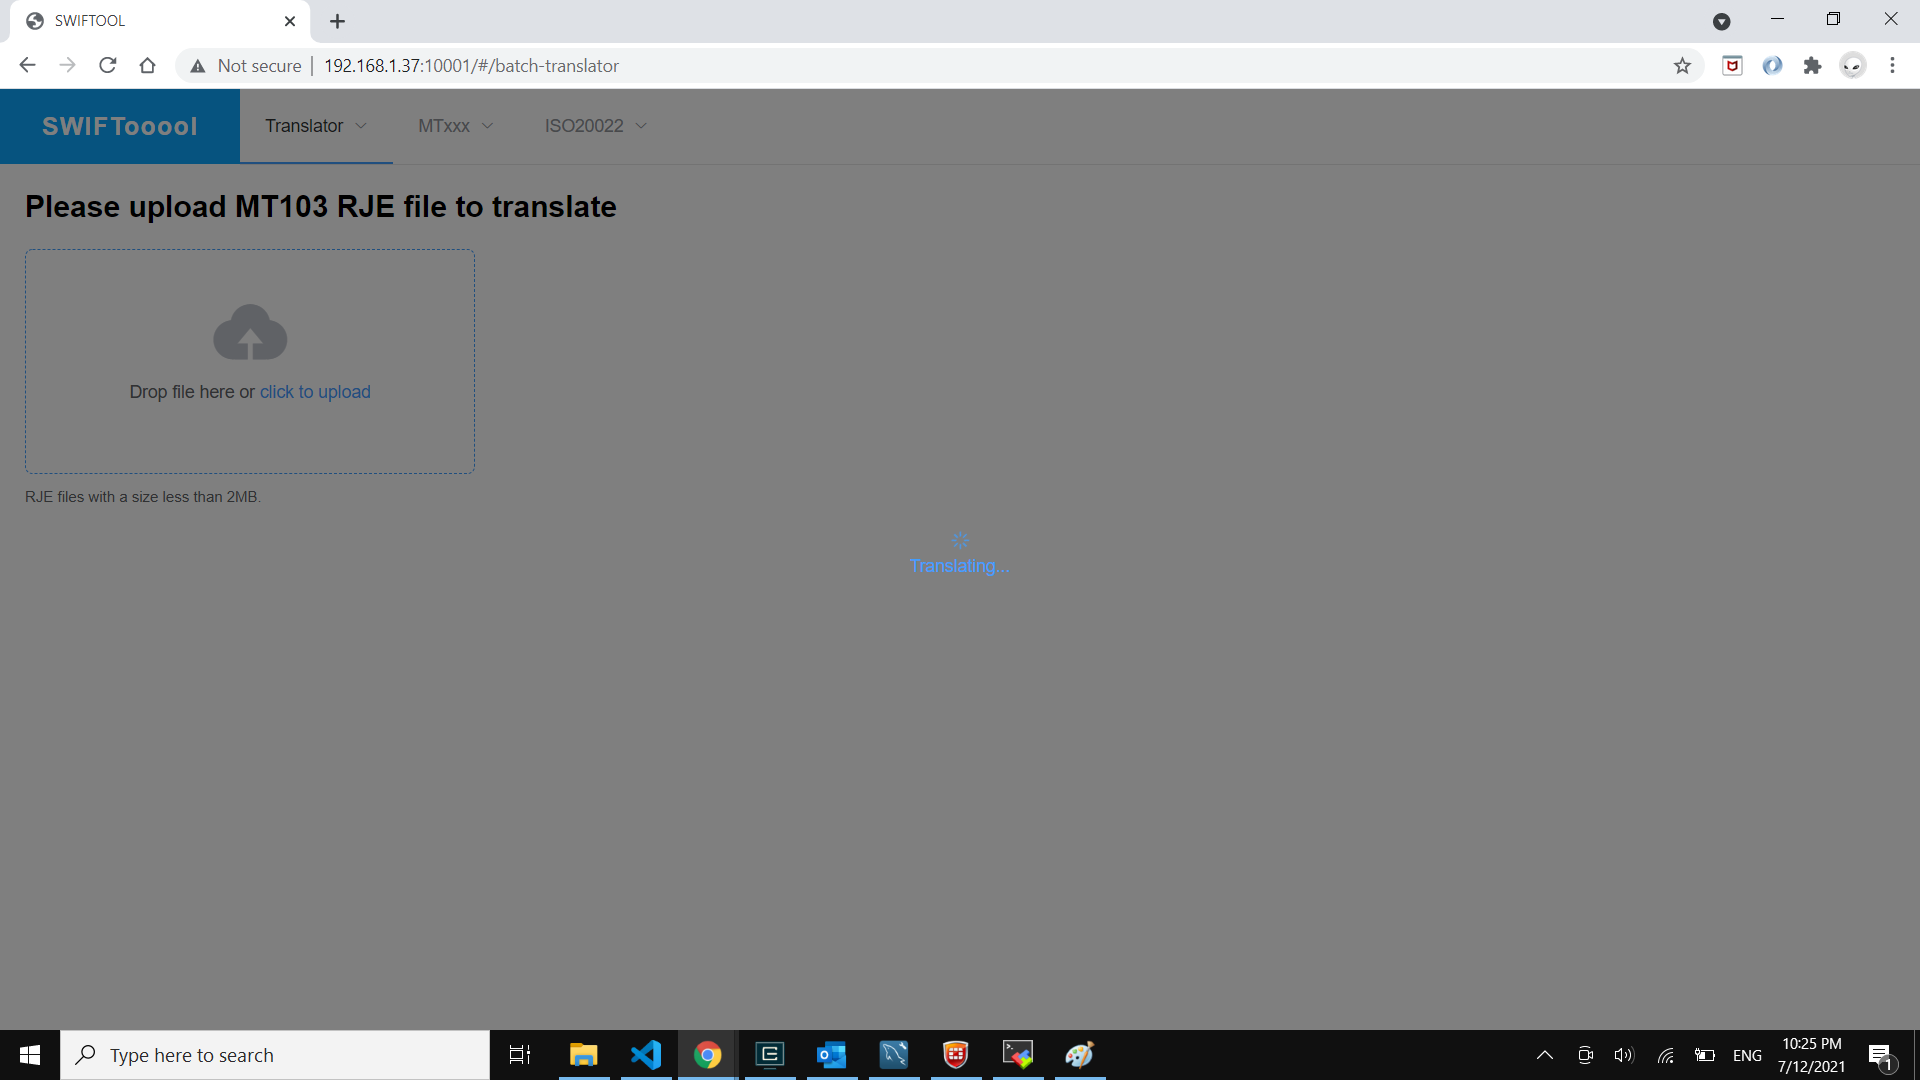 SWIFTOOL
Not secure 192.168.1.37:10001/#/batch-translator
SWIFTooool Translator MTxxx ISO20022
Please upload MT103 RJE file to translate
Drop file here or click to upload
RJE files with a size less than 2MB.
Translating...
Type here to search
ENG
10:25 PM
7/12/2021
1